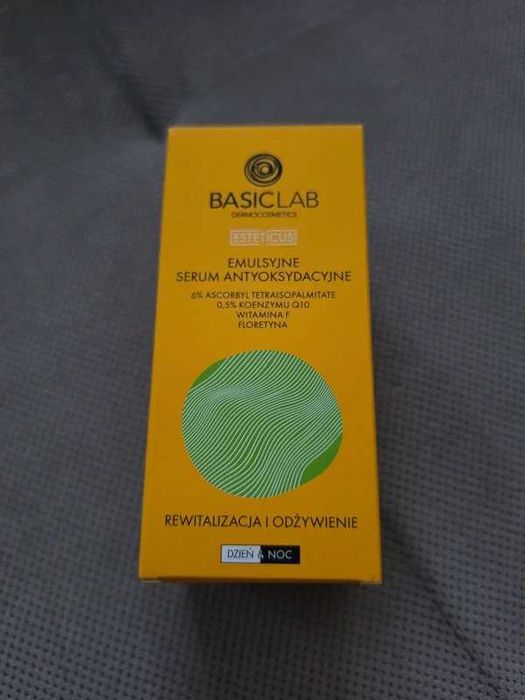 BASICLAB
DERMOCOSMETICS
ESTETICUS
EMULSYJNE
SERUM ANTYOKSYDACYJNE
6% ASCORBYL TETRAISOPALMITATE
0,5% KOENZYMU Q10
WITAMINA F
FLORETYNA
REWITALIZACJA I ODŻYWIENIE
DZIEŃ & NOC